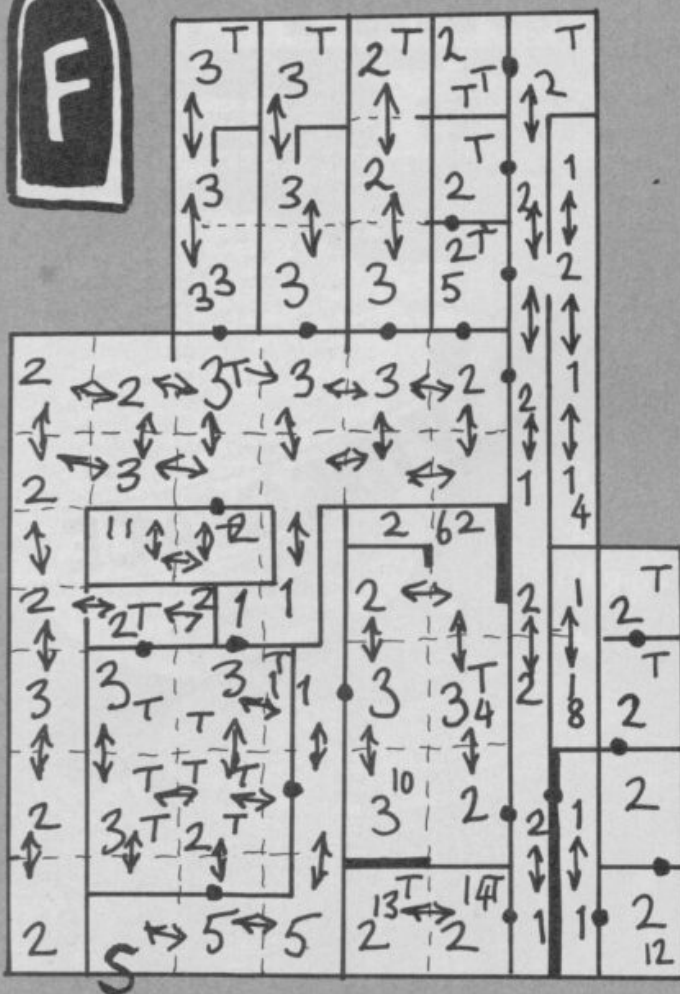 F
T T T 2 T
3 3 2 T T 2
T 1
3 3 2 2 2
T 2
3 3 3 3 5
2 2 3 T 3 3 2 2 1
2 3 1 1
4
11 T 2 2 6 2
2 2 T 2 1 1 2 2 1 T
2
3 3 3 T 1 1 3 3 T 4 2 1 T
T T 8 2
T T T 10
2 3 T 2 T 3 2 2 1 2
2 5 5 13 T 14 T 1 1 2
2 2 12
S